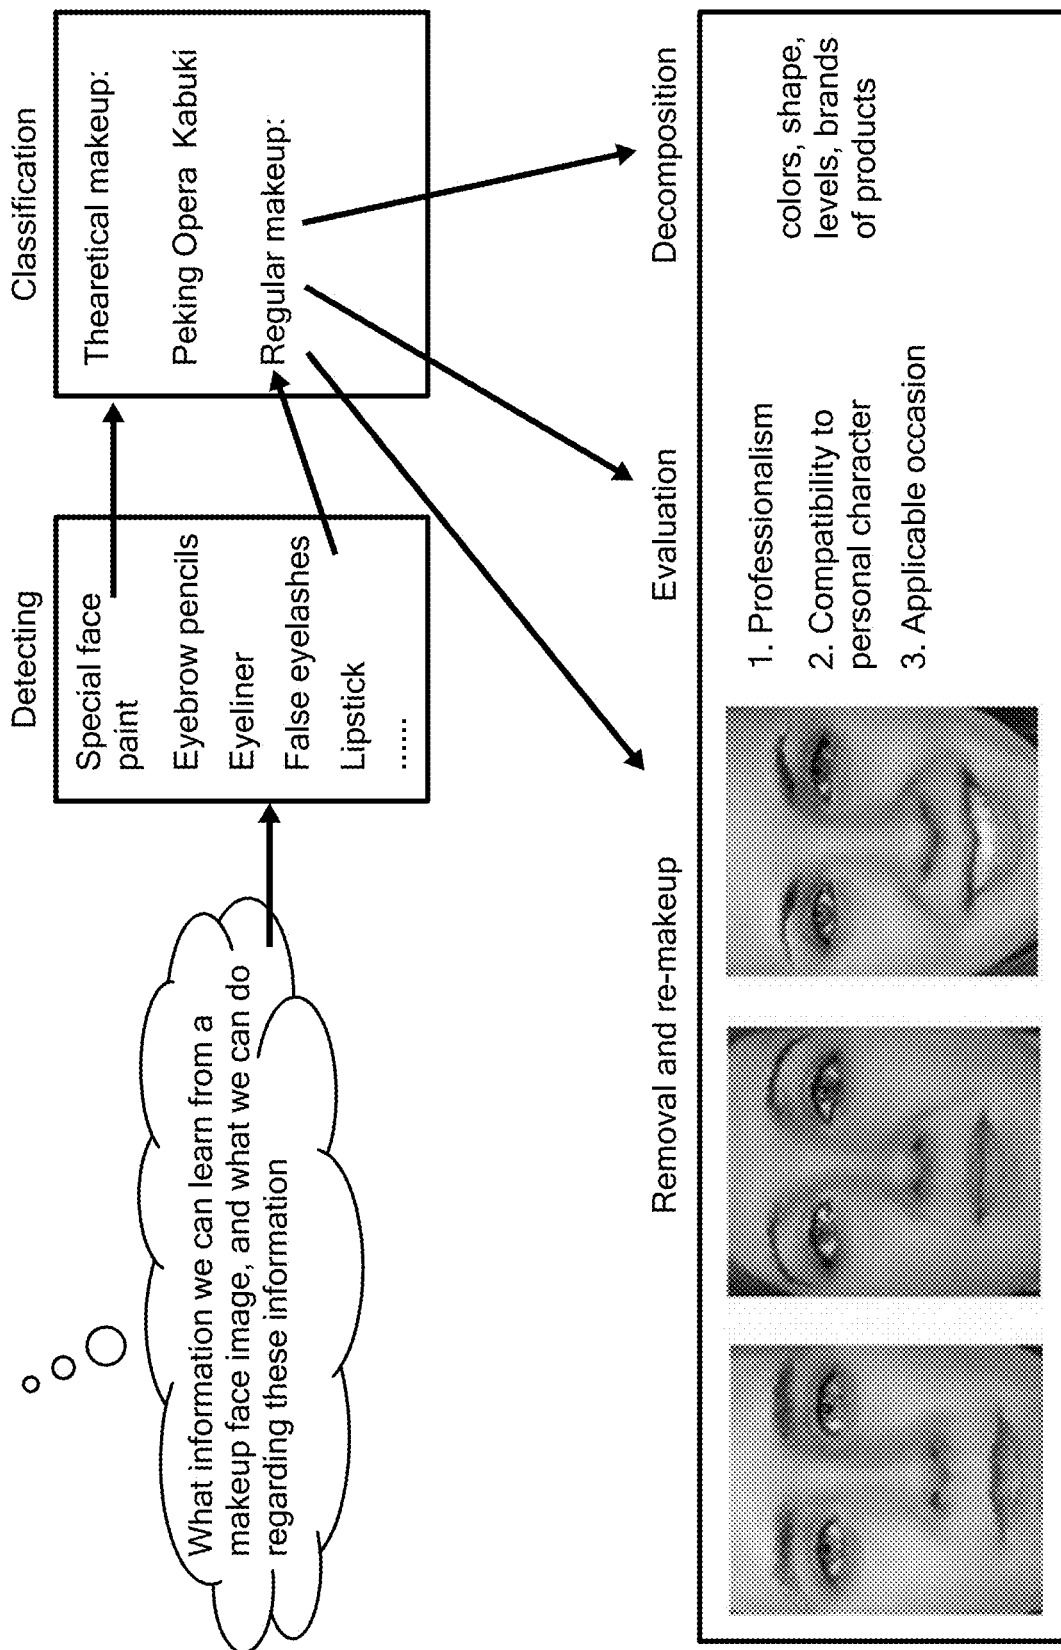 What information we can learn from a
makeup face image, and what we can do
regarding these information
Detecting
Special face
paint
Eyebrow pencils
Eyeliner
False eyelashes
Lipstick
......
Classification
Thearetical makeup:
Peking Opera Kabuki
Regular makeup:
Removal and re-makeup
Evaluation
1. Professionalism
2. Compatibility to
personal character
3. Applicable occasion
Decomposition
colors, shape,
levels, brands
of products